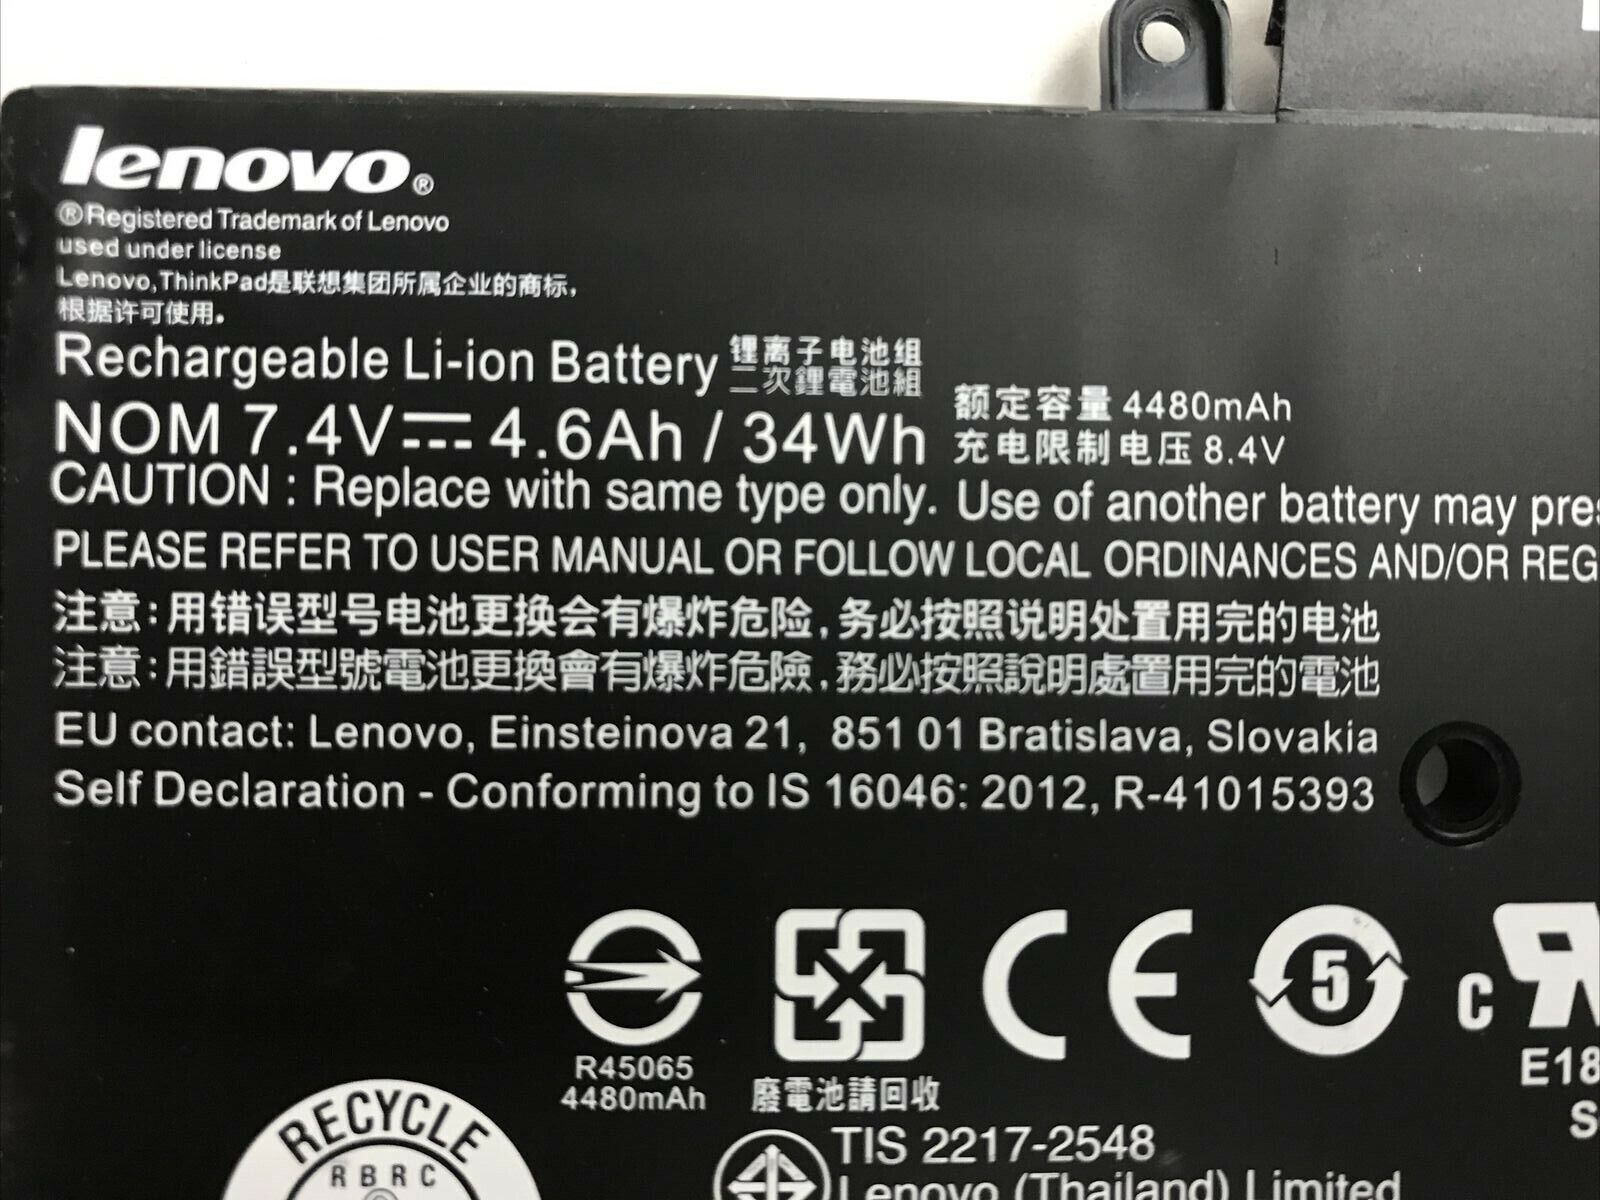 lenovo®
®Registered Trademark of Lenovo
used under license
Lenovo,ThinkPad是联想集团所属企业的商标,
根据许可使用。
Rechargeable Li-ion Battery 锂离子电池组
二次鋰電池組
NOM 7.4V⎓ 4.6Ah / 34Wh
额定容量 4480mAh
充电限制电压 8.4V
CAUTION : Replace with same type only. Use of another battery may pres
PLEASE REFER TO USER MANUAL OR FOLLOW LOCAL ORDINANCES AND/OR REG
注意:用错误型号电池更换会有爆炸危险,务必按照说明处置用完的电池
注意:用錯誤型號電池更換會有爆炸危險,務必按照說明處置用完的電池
EU contact: Lenovo, Einsteinova 21, 851 01 Bratislava, Slovakia
Self Declaration - Conforming to IS 16046: 2012, R-41015393
R45065
4480mAh
廢電池請回收
CE
5
C
E18
RECYCLE
RBRC
TIS 2217-2548
Lenovo (Thailand) Limited